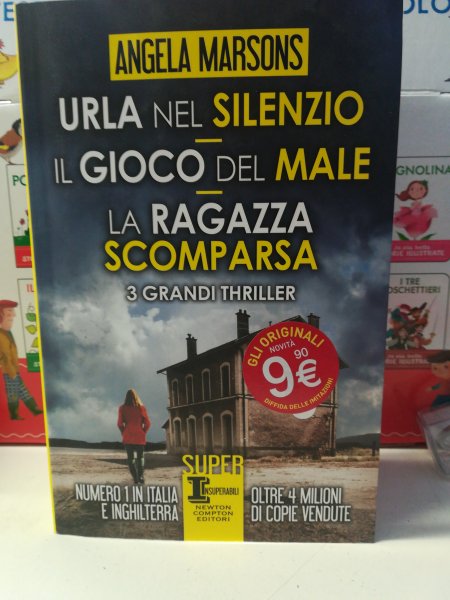 ANGELA MARSONS
URLA NEL SILENZIO
IL GIOCO DEL MALE
LA RAGAZZA
SCOMPARSA
3 GRANDI THRILLER
GLI ORIGINALI
NOVITÀ
9,90 €
DIFFIDA DELLE IMITAZIONI
SUPER
INSUPERABILI
NEWTON
COMPTON
EDITORI
NUMERO 1 IN ITALIA
E INGHILTERRA
OLTRE 4 MILIONI
DI COPIE VENDUTE
I TRE